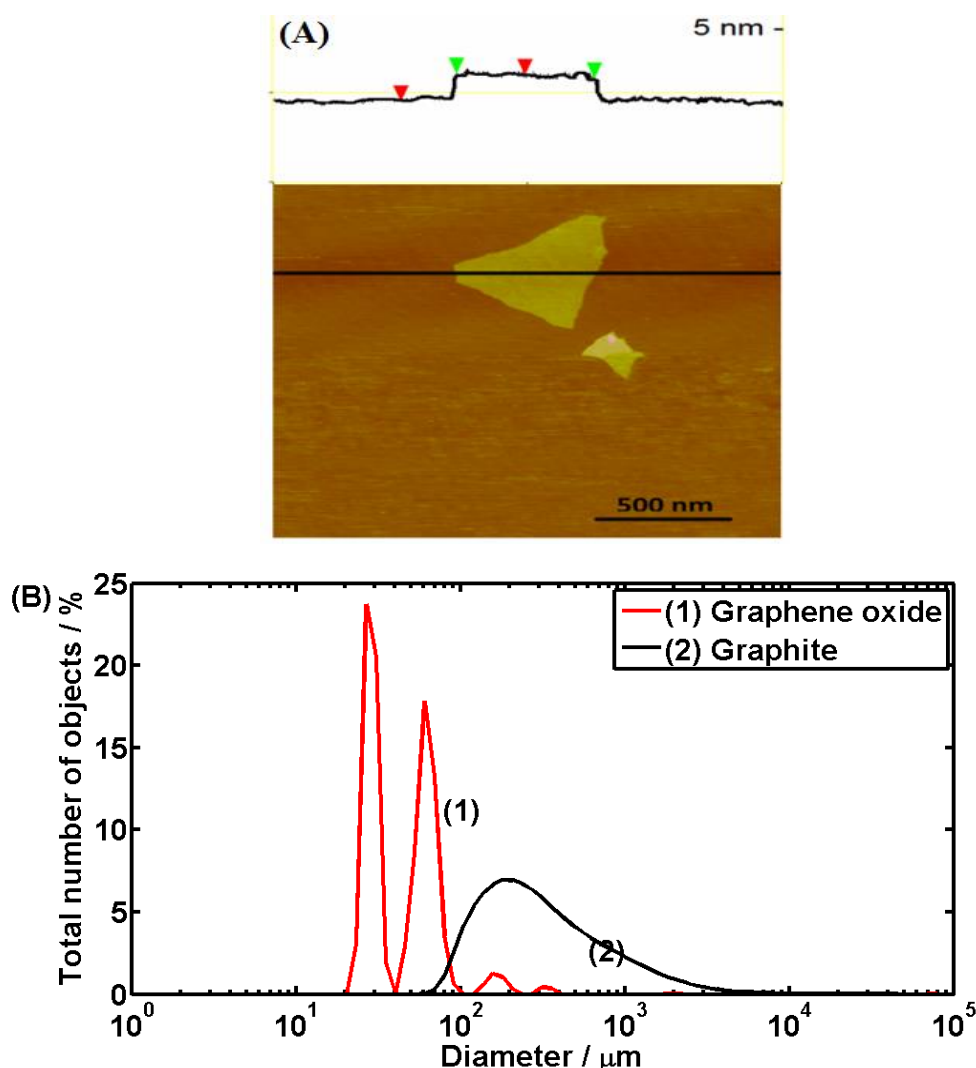 (A)
5 nm
500 nm
(B)
Total number of objects / %
25
20
15
10
5
0
(1) Graphene oxide
(2) Graphite
(1)
(2)
10⁰ 10¹ 10² 10³ 10⁴ 10⁵
Diameter / μm